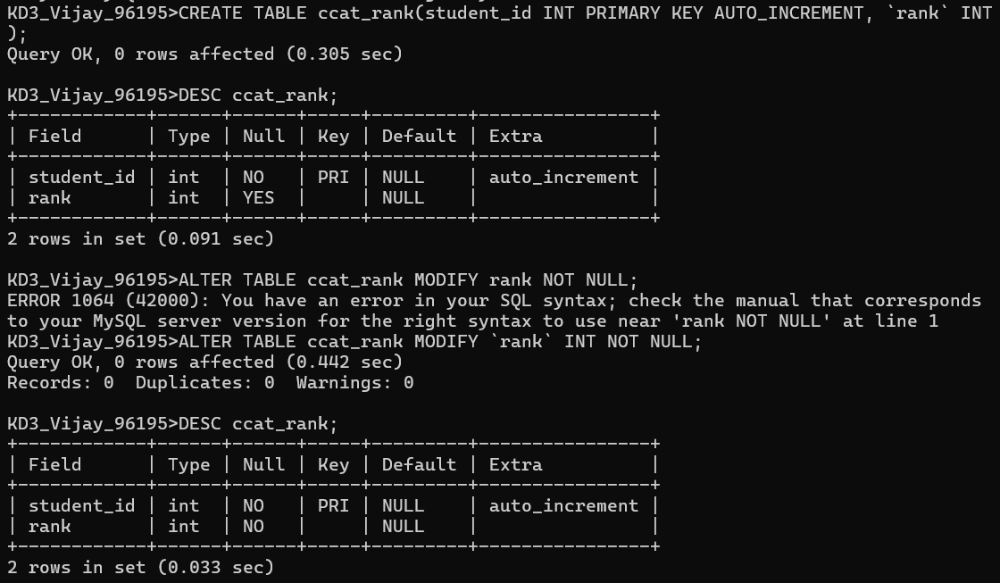 KD3_Vijay_96195>CREATE TABLE ccat_rank(student_id INT PRIMARY KEY AUTO_INCREMENT, `rank` INT
);
Query OK, 0 rows affected (0.305 sec)

KD3_Vijay_96195>DESC ccat_rank;
+------------+------+------+-----+---------+----------------+
| Field      | Type | Null | Key | Default | Extra          |
+------------+------+------+-----+---------+----------------+
| student_id | int  | NO   | PRI | NULL    | auto_increment |
| rank       | int  | YES  |     | NULL    |                |
+------------+------+------+-----+---------+----------------+
2 rows in set (0.091 sec)

KD3_Vijay_96195>ALTER TABLE ccat_rank MODIFY rank NOT NULL;
ERROR 1064 (42000): You have an error in your SQL syntax; check the manual that corresponds
to your MySQL server version for the right syntax to use near 'rank NOT NULL' at line 1
KD3_Vijay_96195>ALTER TABLE ccat_rank MODIFY `rank` INT NOT NULL;
Query OK, 0 rows affected (0.442 sec)
Records: 0  Duplicates: 0  Warnings: 0

KD3_Vijay_96195>DESC ccat_rank;
+------------+------+------+-----+---------+----------------+
| Field      | Type | Null | Key | Default | Extra          |
+------------+------+------+-----+---------+----------------+
| student_id | int  | NO   | PRI | NULL    | auto_increment |
| rank       | int  | NO   |     | NULL    |                |
+------------+------+------+-----+---------+----------------+
2 rows in set (0.033 sec)